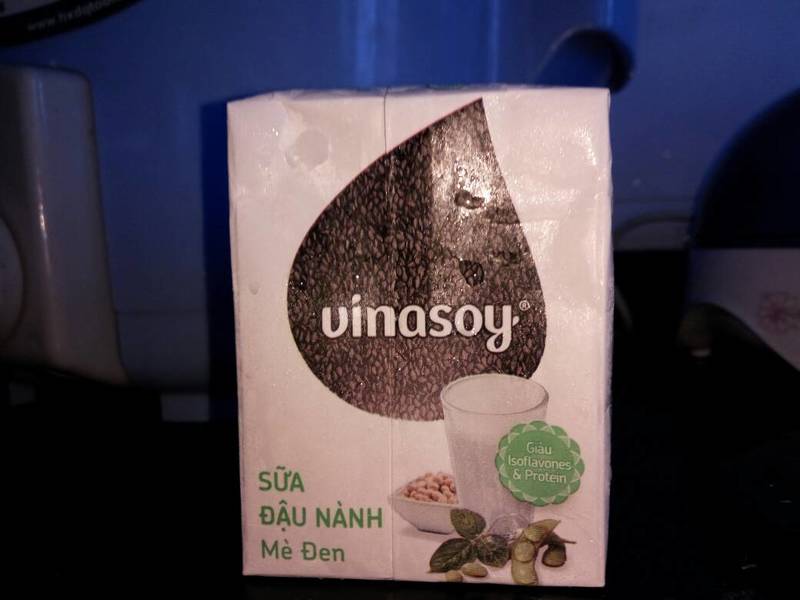 vinasoy®
Giàu
Isoflavones
& Protein
SỮA
ĐẬU NÀNH
Mè Đen